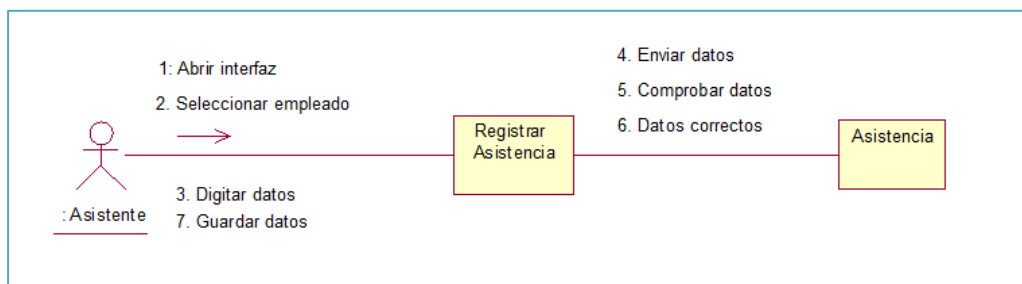 1: Abrir interfaz
2. Seleccionar empleado
3. Digitar datos
7. Guardar datos
: Asistente
Registrar
Asistencia
4. Enviar datos
5. Comprobar datos
6. Datos correctos
Asistencia